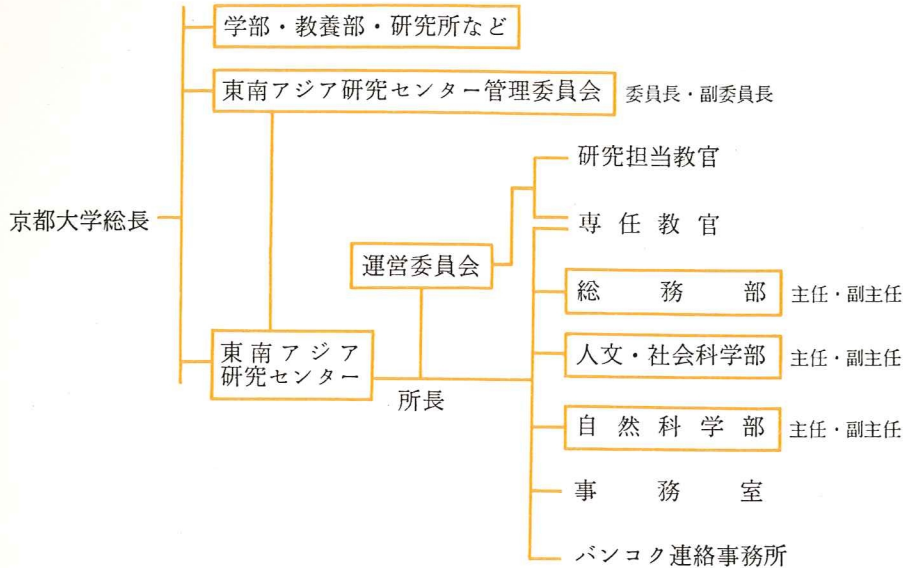 学部・教養部・研究所など
東南アジア研究センター管理委員会 委員長・副委員長
研究担当教官
京都大学総長
専任教官
運営委員会
総務部 主任・副主任
東南アジア
研究センター
人文・社会科学部 主任・副主任
所長
自然科学部 主任・副主任
事務室
バンコク連絡事務所